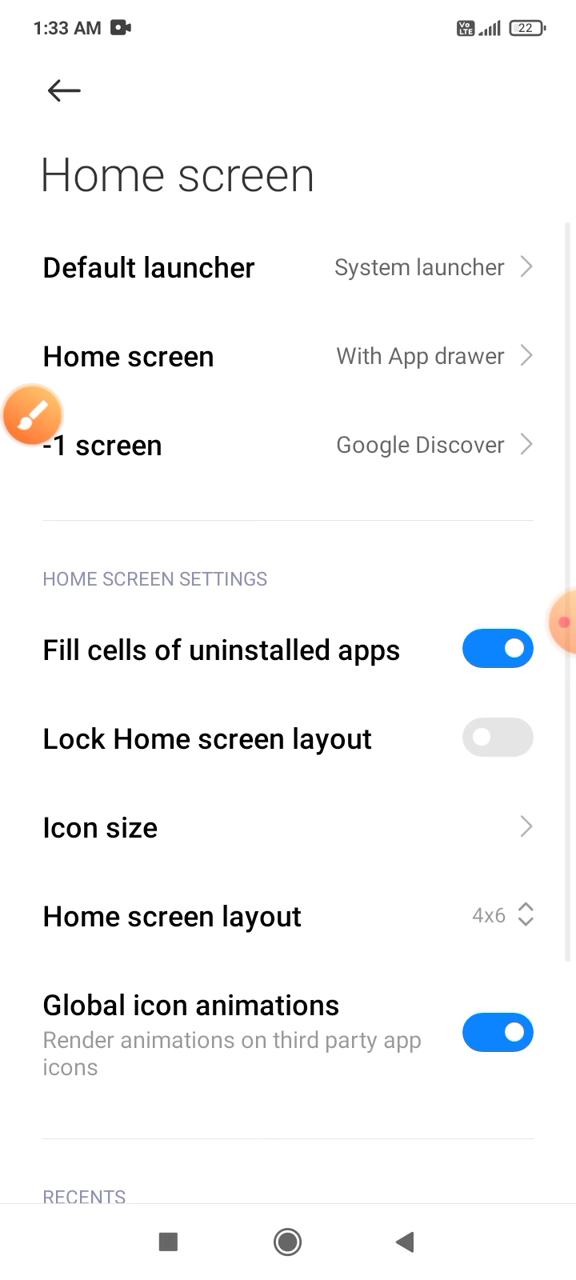 1:33 AM
Vo LTE
22
Home screen
Default launcher System launcher
Home screen With App drawer
-1 screen Google Discover
HOME SCREEN SETTINGS
Fill cells of uninstalled apps
Lock Home screen layout
Icon size
Home screen layout 4x6
Global icon animations
Render animations on third party app
icons
RECENTS